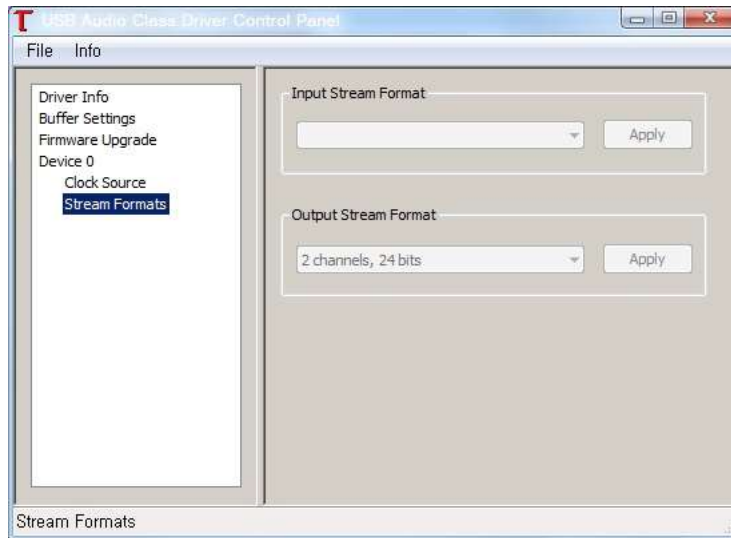 USB Audio Class Driver Control Panel
File Info
Driver Info
Buffer Settings
Firmware Upgrade
Device 0
Clock Source
Stream Formats
Input Stream Format
Apply
Output Stream Format
2 channels, 24 bits
Apply
Stream Formats